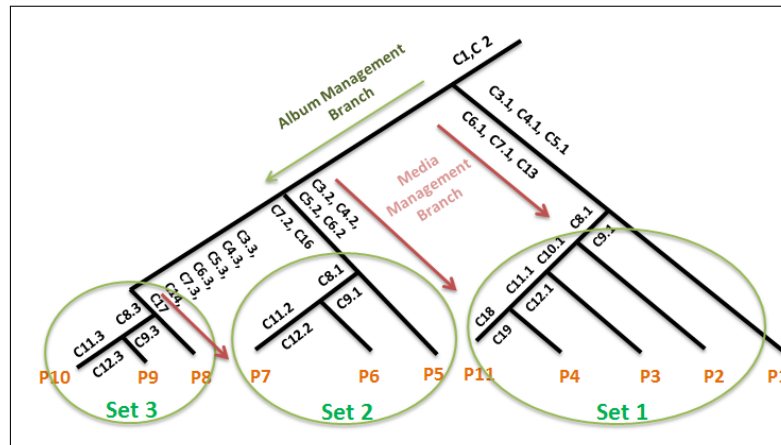 C1,C 2
Album Management
Branch
C3.1, C4.1, C5.1
C6.1, C7.1, C13
Media
Management
Branch
C3.2, C4.2,
C5.2, C6.2
C7.2, C16
C3.3,
C4.3,
C5.3,
C6.3,
C7.3,
C14,
C17
C8.3
C11.3
C9.3
C12.3
C8.1
C11.2
C9.1
C12.2
C8.1
C10.1
C9.1
C11.1
C12.1
C18
C19
P10
P9
P8
P7
P6
P5
P11
P4
P3
P2
Set 3
Set 2
Set 1